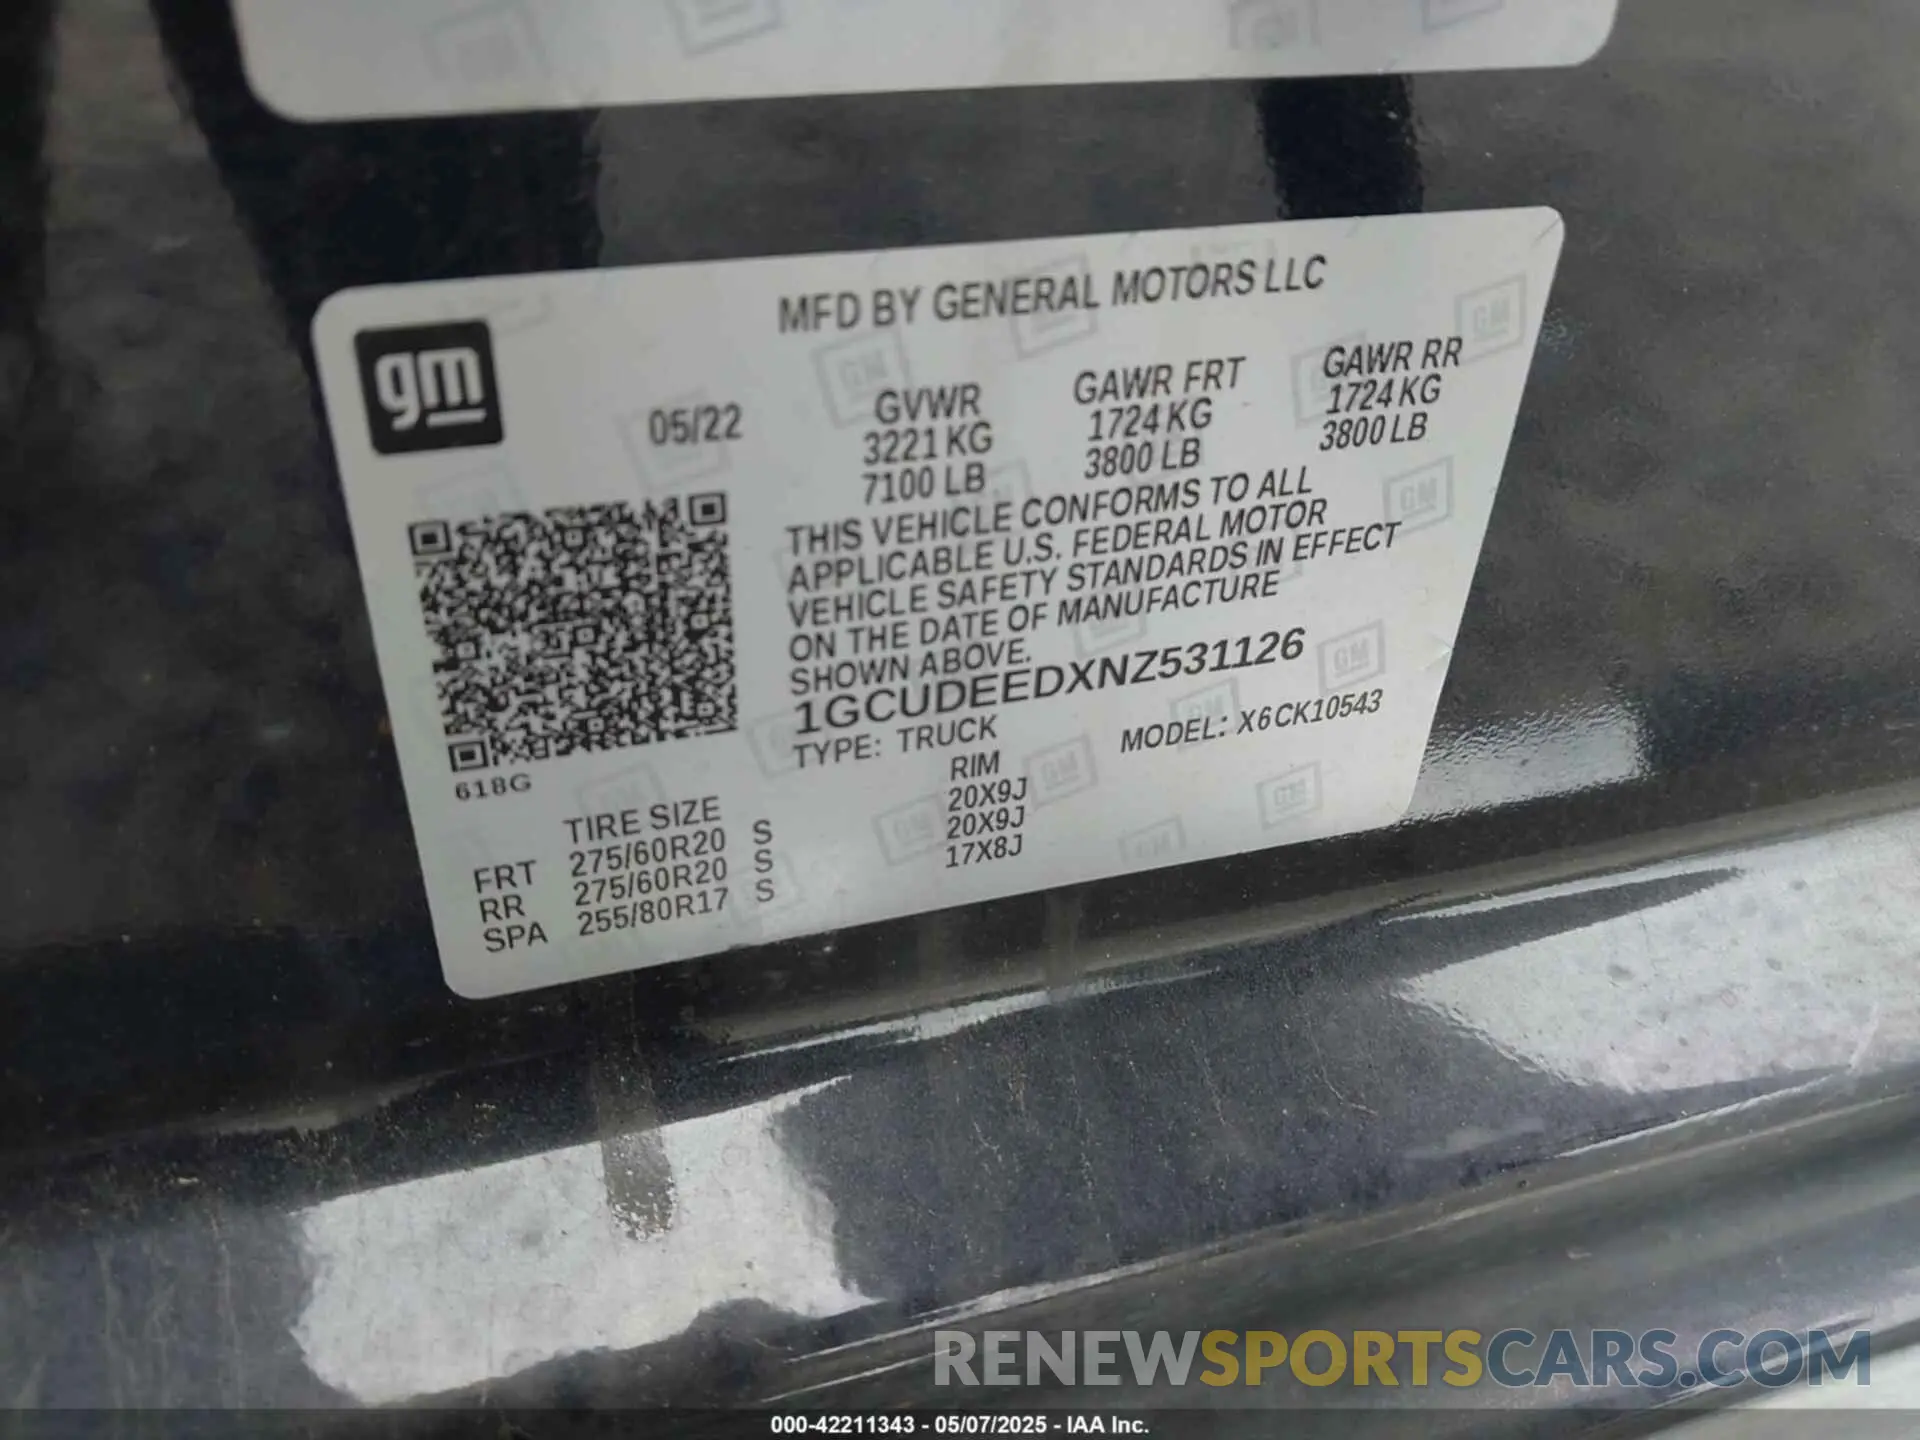 MFD BY GENERAL MOTORS LLC
gm
05/22
GVWR GAWR FRT GAWR RR
3221 KG 1724 KG 1724 KG
7100 LB 3800 LB 3800 LB
THIS VEHICLE CONFORMS TO ALL
APPLICABLE U.S. FEDERAL MOTOR
VEHICLE SAFETY STANDARDS IN EFFECT
ON THE DATE OF MANUFACTURE
SHOWN ABOVE.
1GCUDEEDXNZ531126
TYPE: TRUCK MODEL: X6CK10543
618G
TIRE SIZE RIM
FRT 275/60R20 S 20X9J
RR 275/60R20 S 20X9J
SPA 255/80R17 S 17X8J
RENEWSPORTSCARS.COM
000-42211343 - 05/07/2025 - IAA Inc.